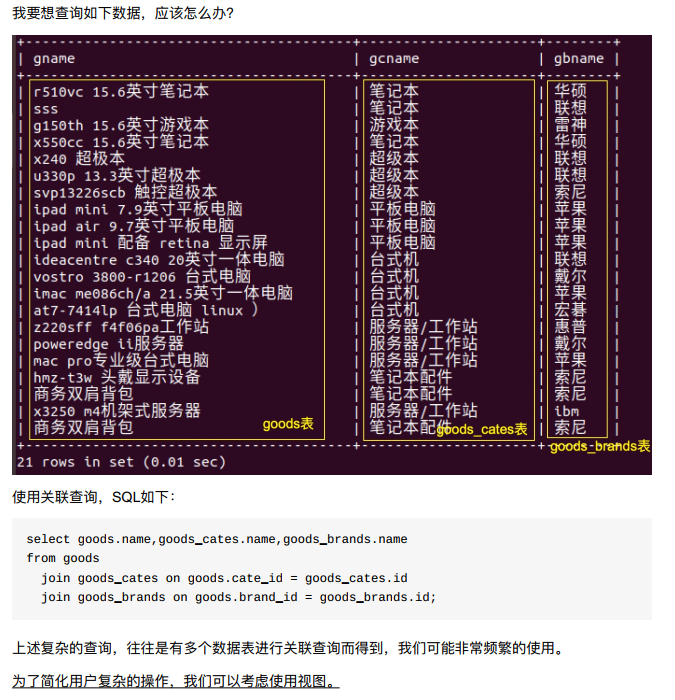 我要想查询如下数据，应该怎么办?
| gname | gcname | gbname |
| r510vc 15.6英寸笔记本 | 笔记本 | 华硕 |
| sss | 笔记本 | 联想 |
| g150th 15.6英寸游戏本 | 游戏本 | 雷神 |
| x550cc 15.6英寸笔记本 | 笔记本 | 华硕 |
| x240 超极本 | 超级本 | 联想 |
| u330p 13.3英寸超极本 | 超级本 | 联想 |
| svp13226scb 触控超极本 | 超级本 | 索尼 |
| ipad mini 7.9英寸平板电脑 | 平板电脑 | 苹果 |
| ipad air 9.7英寸平板电脑 | 平板电脑 | 苹果 |
| ipad mini 配备 retina 显示屏 | 平板电脑 | 苹果 |
| ideacentre c340 20英寸一体电脑 | 台式机 | 联想 |
| vostro 3800-r1206 台式电脑 | 台式机 | 戴尔 |
| imac me086ch/a 21.5英寸一体电脑 | 台式机 | 苹果 |
| at7-7414lp 台式电脑 linux ） | 台式机 | 宏碁 |
| z220sff f4f06pa工作站 | 服务器/工作站 | 惠普 |
| poweredge ii服务器 | 服务器/工作站 | 戴尔 |
| mac pro专业级台式电脑 | 服务器/工作站 | 苹果 |
| hmz-t3w 头戴显示设备 | 笔记本配件 | 索尼 |
| 商务双肩背包 | 笔记本配件 | 索尼 |
| x3250 m4机架式服务器 | 服务器/工作站 | ibm |
| 商务双肩背包 | 笔记本配件 | 索尼 |
goods表
goods_cates表
goods_brands表
21 rows in set (0.01 sec)
使用关联查询，SQL如下：
select goods.name,goods_cates.name,goods_brands.name
from goods
join goods_cates on goods.cate_id = goods_cates.id
join goods_brands on goods.brand_id = goods_brands.id;
上述复杂的查询，往往是有多个数据表进行关联查询而得到，我们可能非常频繁的使用。
为了简化用户复杂的操作，我们可以考虑使用视图。